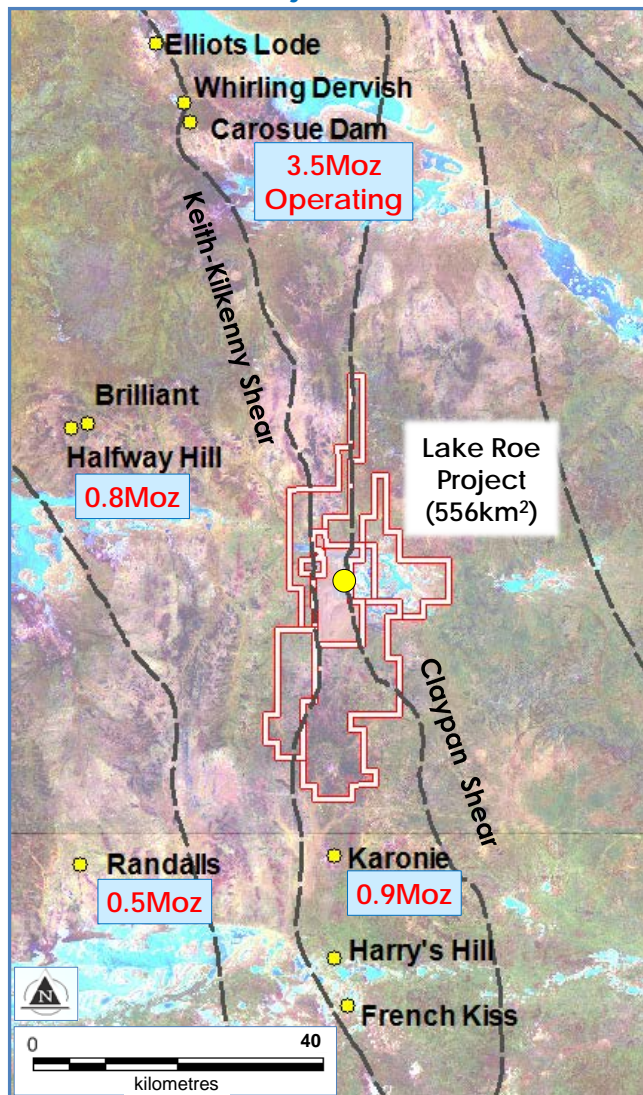 Elliots Lode
Whirling Dervish
Carosue Dam
3.5Moz
Operating
Keith-Kilkenny Shear
Brilliant
Halfway Hill
0.8Moz
Lake Roe
Project
(556km²)
Claypan Shear
Randalls
0.5Moz
Karonie
0.9Moz
Harry's Hill
French Kiss
N
0 40
kilometres